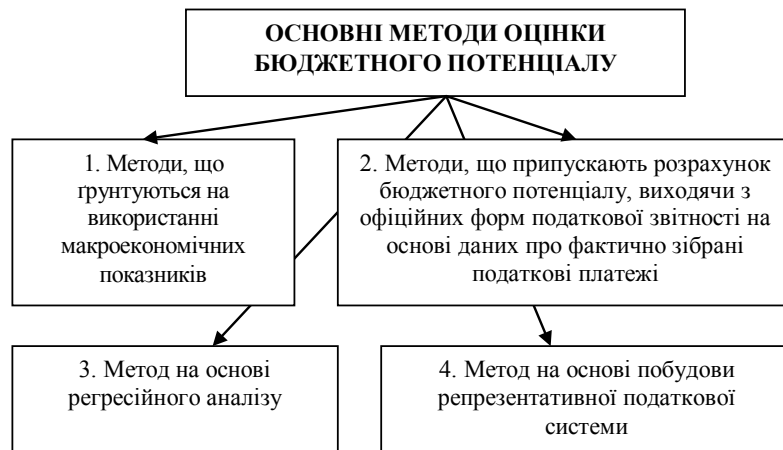 ОСНОВНІ МЕТОДИ ОЦІНКИ
БЮДЖЕТНОГО ПОТЕНЦІАЛУ
1. Методи, що
ґрунтуються на
використанні
макроекономічних
показників
2. Методи, що припускають розрахунок
бюджетного потенціалу, виходячи з
офіційних форм податкової звітності на
основі даних про фактично зібрані
податкові платежі
3. Метод на основі
регресійного аналізу
4. Метод на основі побудови
репрезентативної податкової
системи